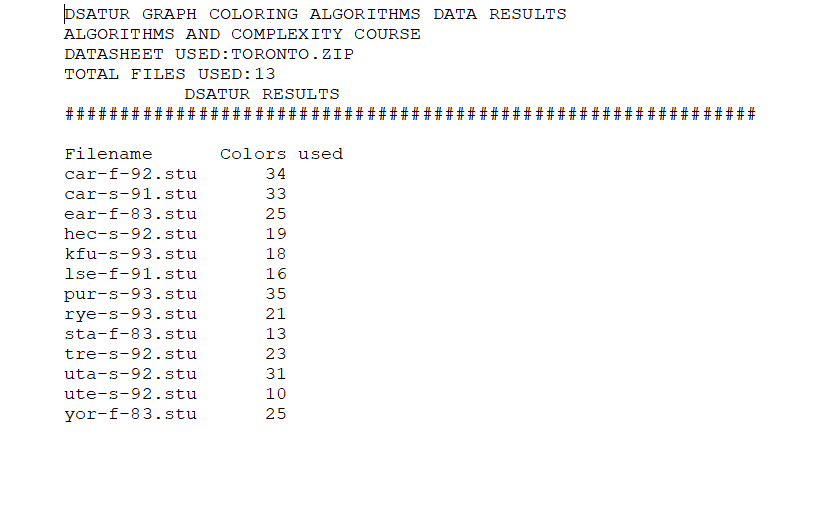 DSATUR GRAPH COLORING ALGORITHMS DATA RESULTS
ALGORITHMS AND COMPLEXITY COURSE
DATASHEET USED:TORONTO.ZIP
TOTAL FILES USED:13
DSATUR RESULTS
##############################################################
Filename Colors used
car-f-92.stu 34
car-s-91.stu 33
ear-f-83.stu 25
hec-s-92.stu 19
kfu-s-93.stu 18
lse-f-91.stu 16
pur-s-93.stu 35
rye-s-93.stu 21
sta-f-83.stu 13
tre-s-92.stu 23
uta-s-92.stu 31
ute-s-92.stu 10
yor-f-83.stu 25